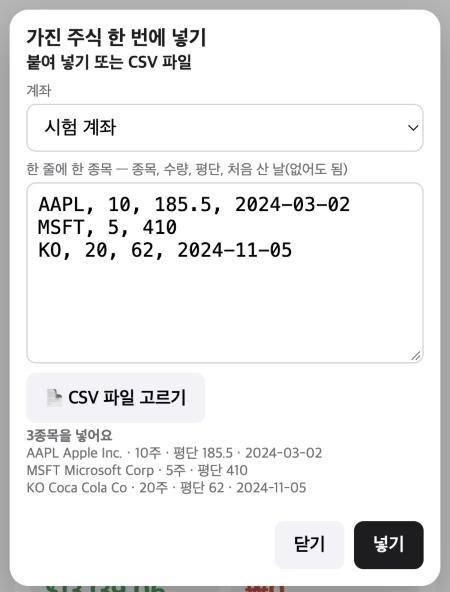 가진 주식 한 번에 넣기
붙여 넣기 또는 CSV 파일
계좌
시험 계좌
한 줄에 한 종목 — 종목, 수량, 평단, 처음 산 날(없어도 됨)
AAPL, 10, 185.5, 2024-03-02
MSFT, 5, 410
KO, 20, 62, 2024-11-05
CSV 파일 고르기
3종목을 넣어요
AAPL Apple Inc. · 10주 · 평단 185.5 · 2024-03-02
MSFT Microsoft Corp · 5주 · 평단 410
KO Coca Cola Co · 20주 · 평단 62 · 2024-11-05
닫기 넣기